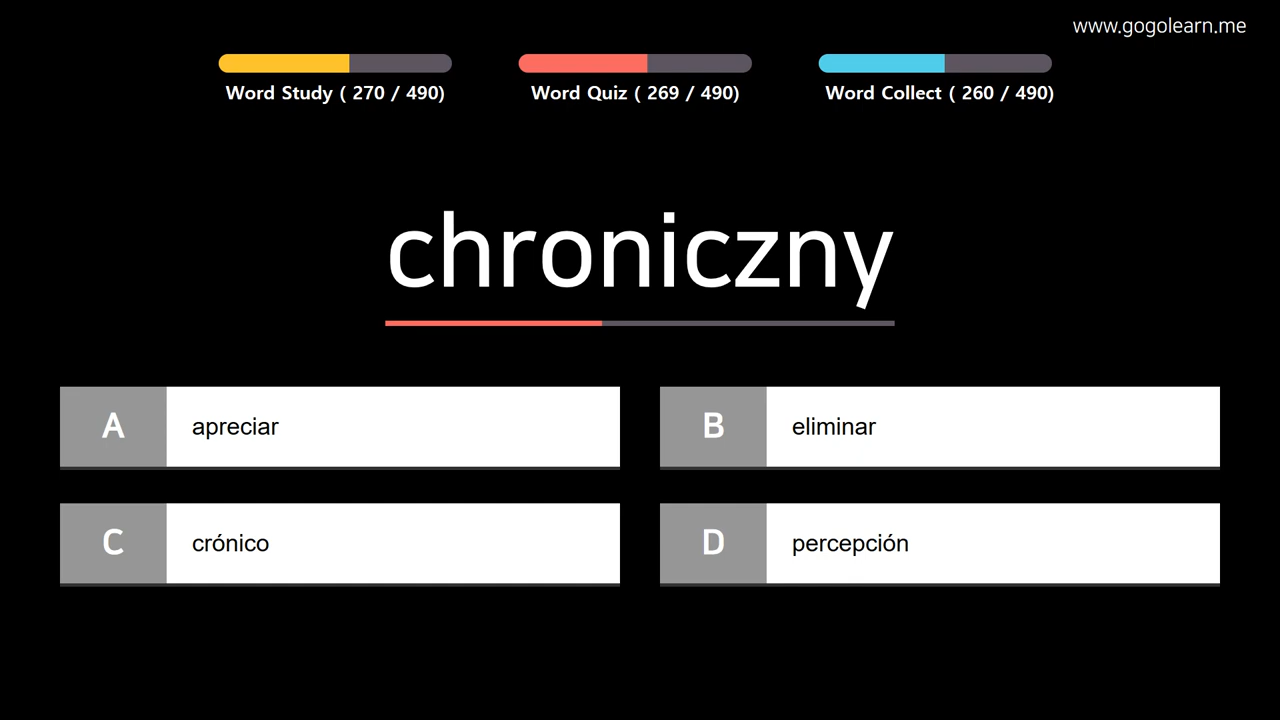 www.gogolearn.me
Word Study ( 270 / 490)
Word Quiz ( 269 / 490)
Word Collect ( 260 / 490)
chroniczny
A apreciar
B eliminar
C crónico
D percepción